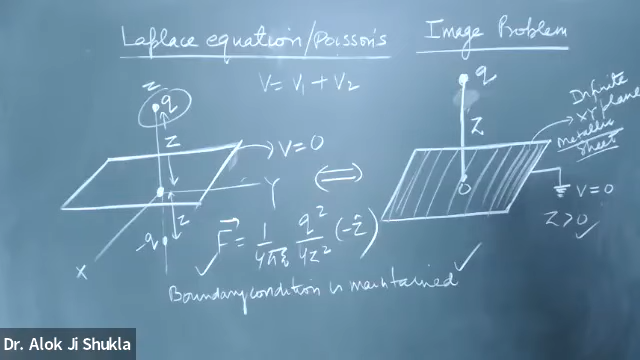 Laplace equation/Poisson's
Image Problem
V = V₁ + V₂
z
q
z
V=0
Y
z
-q
X
q
Z
O
Infinite
XY plane
metallic
sheet
V=0
Z>0
F⃗ = 1/4πε₀ q²/4z² (-ẑ)
Boundary condition is maintained
Dr. Alok Ji Shukla